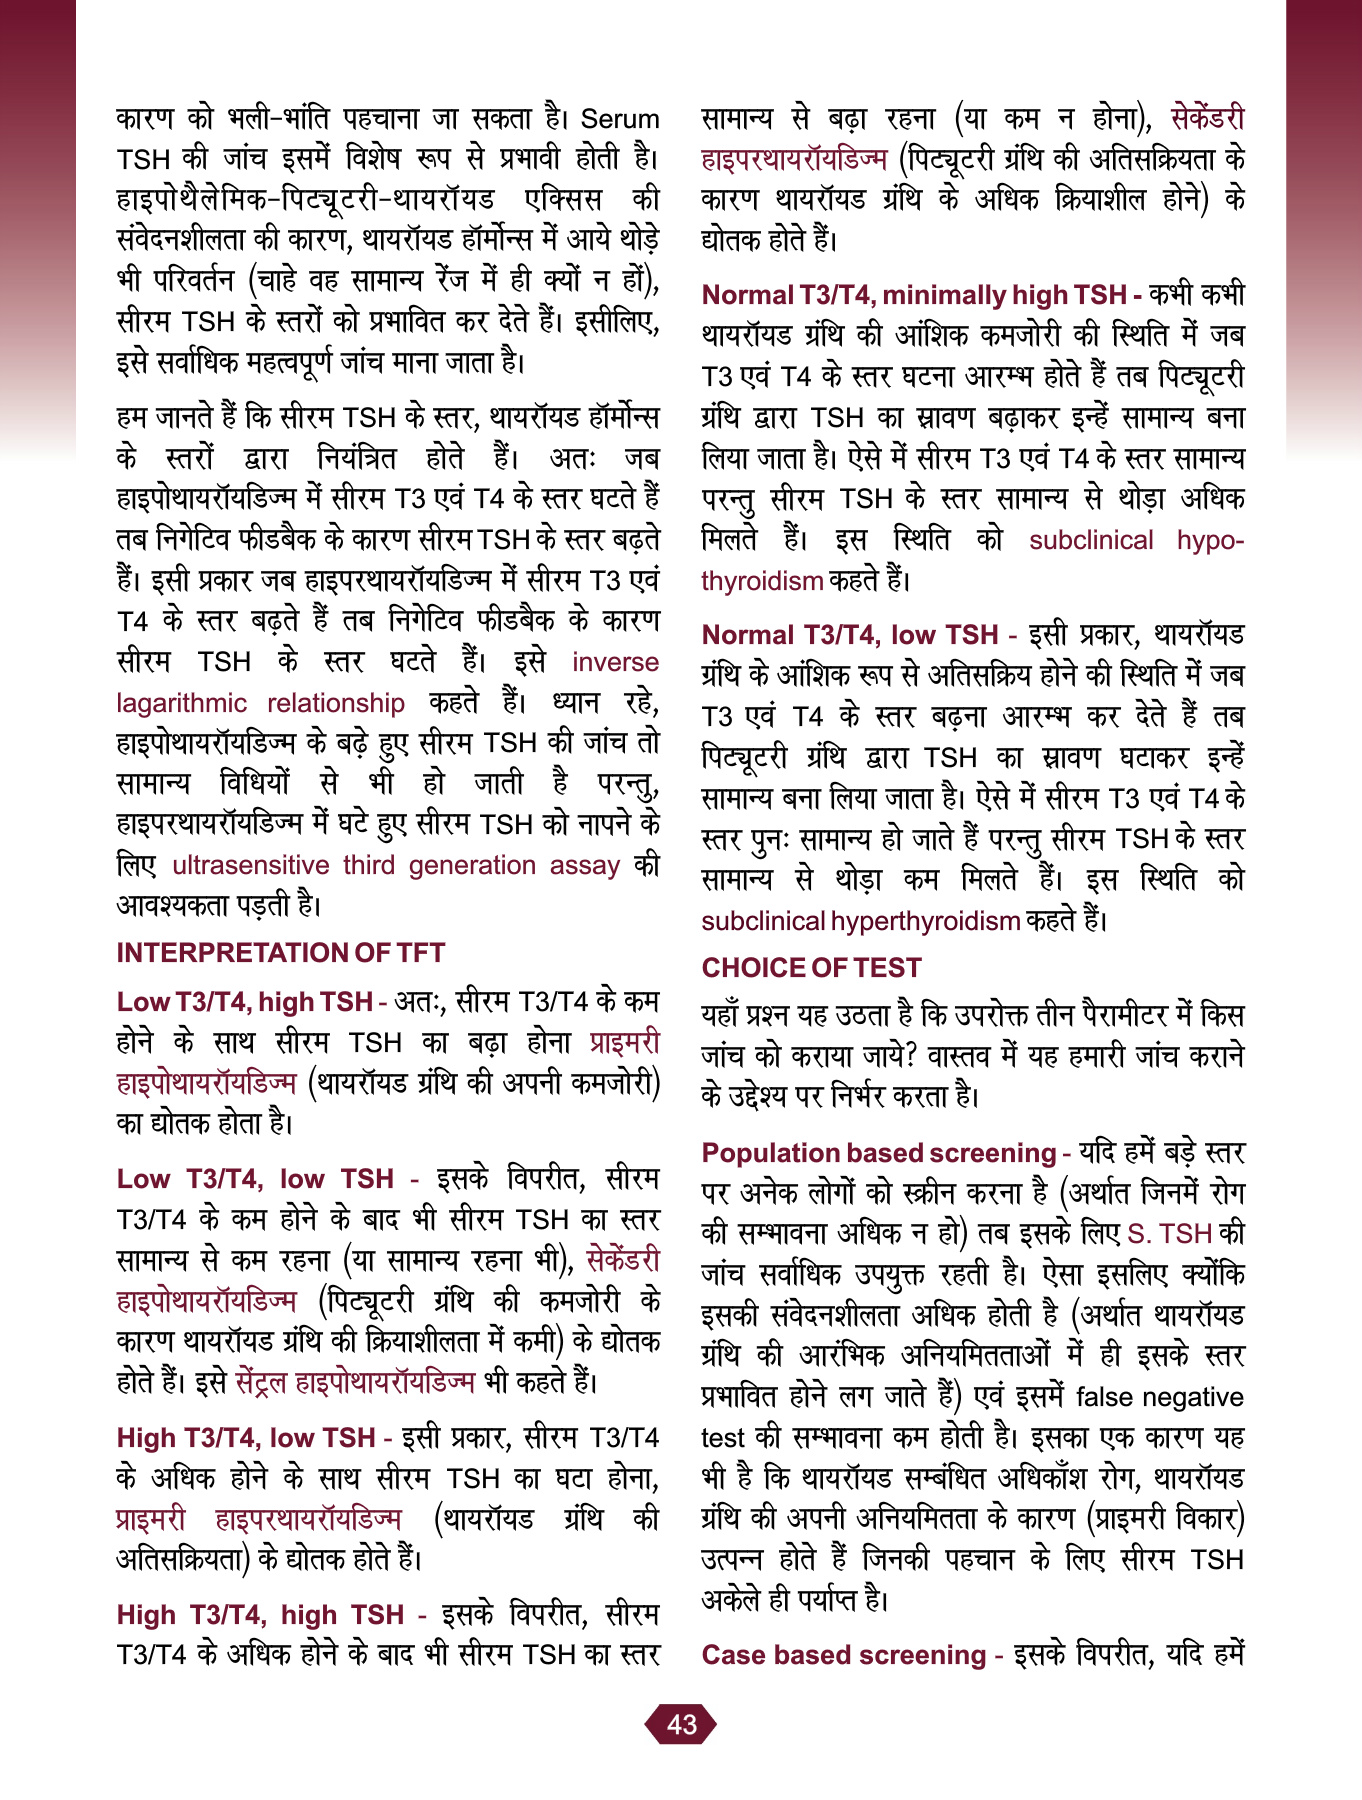 कारण को भली-भांति पहचाना जा सकता है। Serum
TSH की जांच इसमें विशेष रूप से प्रभावी होती है।
हाइपोथैलेमिक-पिट्यूटरी-थायरॉयड एक्सिस की
संवेदनशीलता की कारण, थायरॉयड हॉर्मोन्स में आये थोड़े
भी परिवर्तन (चाहे वह सामान्य रेंज में ही क्यों न हों),
सीरम TSH के स्तरों को प्रभावित कर देते हैं। इसीलिए,
इसे सर्वाधिक महत्वपूर्ण जांच माना जाता है।
हम जानते हैं कि सीरम TSH के स्तर, थायरॉयड हॉर्मोन्स
के स्तरों द्वारा नियंत्रित होते हैं। अतः जब
हाइपोथायरॉयडिज्म में सीरम T3 एवं T4 के स्तर घटते हैं
तब निगेटिव फीडबैक के कारण सीरम TSH के स्तर बढ़ते
हैं। इसी प्रकार जब हाइपरथायरॉयडिज्म में सीरम T3 एवं
T4 के स्तर बढ़ते हैं तब निगेटिव फीडबैक के कारण
सीरम TSH के स्तर घटते हैं। इसे inverse
lagarithmic relationship कहते हैं। ध्यान रहे,
हाइपोथायरॉयडिज्म के बढ़े हुए सीरम TSH की जांच तो
सामान्य विधियों से भी हो जाती है परन्तु,
हाइपरथायरॉयडिज्म में घटे हुए सीरम TSH को नापने के
लिए ultrasensitive third generation assay की
आवश्यकता पड़ती है।
INTERPRETATION OF TFT
Low T3/T4, high TSH - अतः, सीरम T3/T4 के कम
होने के साथ सीरम TSH का बढ़ा होना प्राइमरी
हाइपोथायरॉयडिज्म (थायरॉयड ग्रंथि की अपनी कमजोरी)
का द्योतक होता है।
Low T3/T4, low TSH - इसके विपरीत, सीरम
T3/T4 के कम होने के बाद भी सीरम TSH का स्तर
सामान्य से कम रहना (या सामान्य रहना भी), सेकेंडरी
हाइपोथायरॉयडिज्म (पिट्यूटरी ग्रंथि की कमजोरी के
कारण थायरॉयड ग्रंथि की क्रियाशीलता में कमी) के द्योतक
होते हैं। इसे सेंट्रल हाइपोथायरॉयडिज्म भी कहते हैं।
High T3/T4, low TSH - इसी प्रकार, सीरम T3/T4
के अधिक होने के साथ सीरम TSH का घटा होना,
प्राइमरी हाइपरथायरॉयडिज्म (थायरॉयड ग्रंथि की
अतिसक्रियता) के द्योतक होते हैं।
High T3/T4, high TSH - इसके विपरीत, सीरम
T3/T4 के अधिक होने के बाद भी सीरम TSH का स्तर
सामान्य से बढ़ा रहना (या कम न होना), सेकेंडरी
हाइपरथायरॉयडिज्म (पिट्यूटरी ग्रंथि की अतिसक्रियता के
कारण थायरॉयड ग्रंथि के अधिक क्रियाशील होने) के
द्योतक होते हैं।
Normal T3/T4, minimally high TSH - कभी कभी
थायरॉयड ग्रंथि की आंशिक कमजोरी की स्थिति में जब
T3 एवं T4 के स्तर घटना आरम्भ होते हैं तब पिट्यूटरी
ग्रंथि द्वारा TSH का स्रावण बढ़ाकर इन्हें सामान्य बना
लिया जाता है। ऐसे में सीरम T3 एवं T4 के स्तर सामान्य
परन्तु सीरम TSH के स्तर सामान्य से थोड़ा अधिक
मिलते हैं। इस स्थिति को subclinical hypo-
thyroidism कहते हैं।
Normal T3/T4, low TSH - इसी प्रकार, थायरॉयड
ग्रंथि के आंशिक रूप से अतिसक्रिय होने की स्थिति में जब
T3 एवं T4 के स्तर बढ़ना आरम्भ कर देते हैं तब
पिट्यूटरी ग्रंथि द्वारा TSH का स्रावण घटाकर इन्हें
सामान्य बना लिया जाता है। ऐसे में सीरम T3 एवं T4 के
स्तर पुनः सामान्य हो जाते हैं परन्तु सीरम TSH के स्तर
सामान्य से थोड़ा कम मिलते हैं। इस स्थिति को
subclinical hyperthyroidism कहते हैं।
CHOICE OF TEST
यहाँ प्रश्न यह उठता है कि उपरोक्त तीन पैरामीटर में किस
जांच को कराया जाये? वास्तव में यह हमारी जांच कराने
के उद्देश्य पर निर्भर करता है।
Population based screening - यदि हमें बड़े स्तर
पर अनेक लोगों को स्क्रीन करना है (अर्थात जिनमें रोग
की सम्भावना अधिक न हो) तब इसके लिए S. TSH की
जांच सर्वाधिक उपयुक्त रहती है। ऐसा इसलिए क्योंकि
इसकी संवेदनशीलता अधिक होती है (अर्थात थायरॉयड
ग्रंथि की आरंभिक अनियमितताओं में ही इसके स्तर
प्रभावित होने लग जाते हैं) एवं इसमें false negative
test की सम्भावना कम होती है। इसका एक कारण यह
भी है कि थायरॉयड सम्बंधित अधिकाँश रोग, थायरॉयड
ग्रंथि की अपनी अनियमितता के कारण (प्राइमरी विकार)
उत्पन्न होते हैं जिनकी पहचान के लिए सीरम TSH
अकेले ही पर्याप्त है।
Case based screening - इसके विपरीत, यदि हमें
43